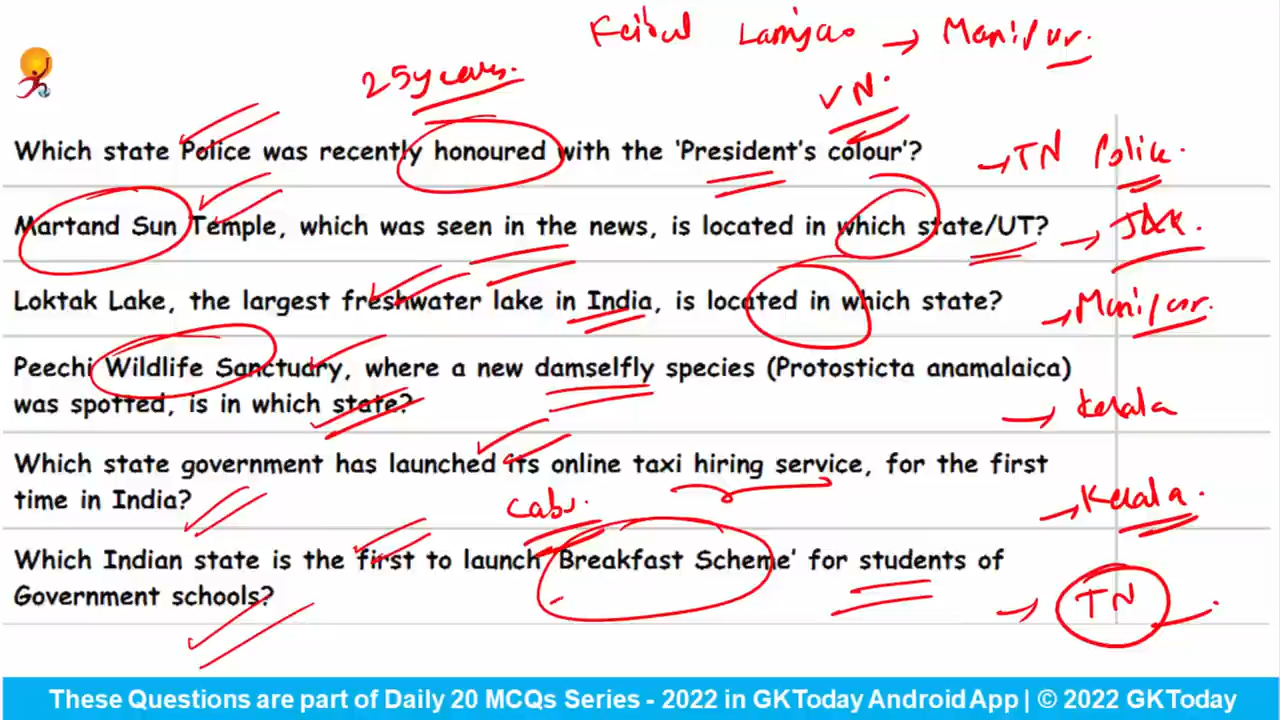 Keibul Lamjao → Manipur.
25 years.
VN.
Which state Police was recently honoured with the 'President's colour'?
→ TN Police.
Martand Sun Temple, which was seen in the news, is located in which state/UT?
→ J&K.
Loktak Lake, the largest freshwater lake in India, is located in which state?
→ Manipur.
Peechi Wildlife Sanctuary, where a new damselfly species (Protosticta anamalaica)
was spotted, is in which state?
→ Kerala
Which state government has launched its online taxi hiring service, for the first
time in India?
cabs.
→ Kerala.
Which Indian state is the first to launch 'Breakfast Scheme' for students of
Government schools?
→ TN
These Questions are part of Daily 20 MCQs Series - 2022 in GKToday Android App | © 2022 GKToday